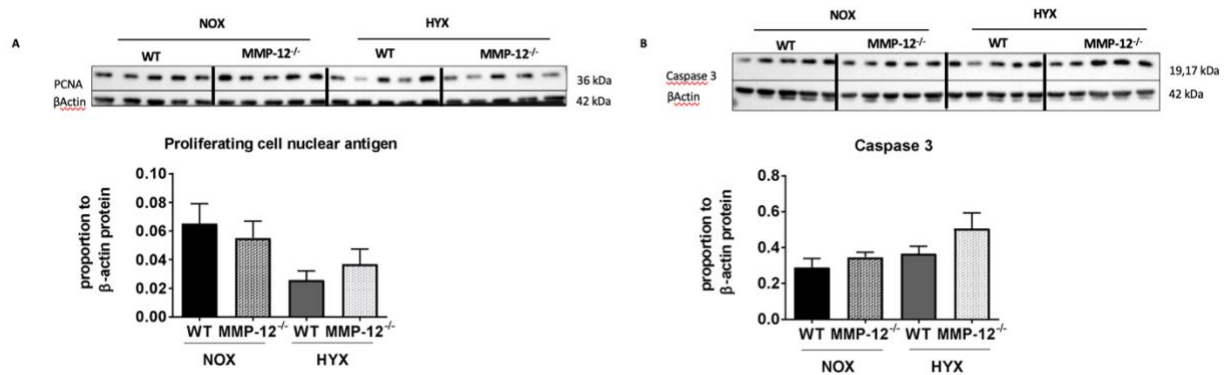 A
NOX HYX
WT MMP-12-/- WT MMP-12-/-
PCNA 36 kDa
βActin 42 kDa
Proliferating cell nuclear antigen
proportion to
β-actin protein
0.10
0.08
0.06
0.04
0.02
0.00
WT MMP-12-/- WT MMP-12-/-
NOX HYX
B
NOX HYX
WT MMP-12-/- WT MMP-12-/-
Caspase 3 19,17 kDa
βActin 42 kDa
Caspase 3
proportion to
β-actin protein
0.8
0.6
0.4
0.2
0.0
WT MMP-12-/- WT MMP-12-/-
NOX HYX